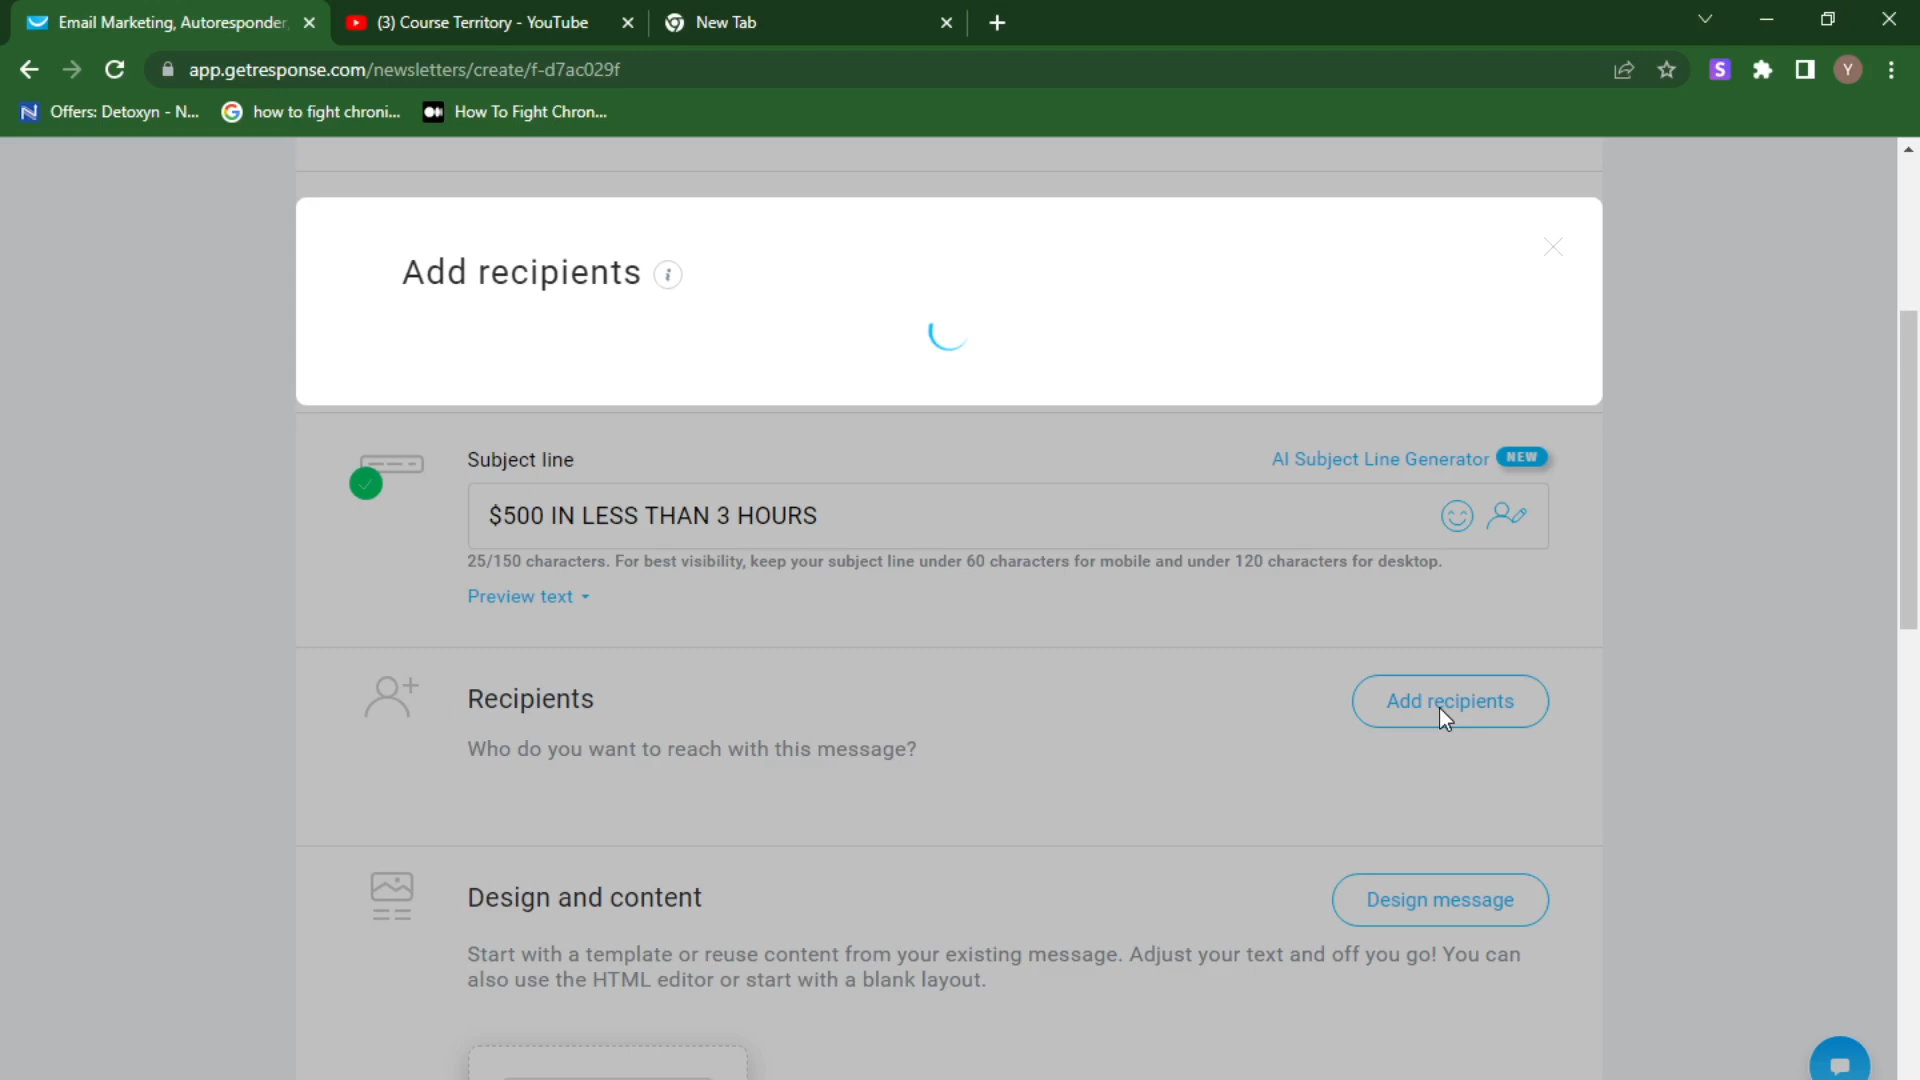 Email Marketing, Autoresponder,
(3) Course Territory - YouTube
New Tab
app.getresponse.com/newsletters/create/f-d7ac029f
S
Y
N Offers: Detoxyn - N...
how to fight chroni...
How To Fight Chron...
Add recipients i
Subject line
AI Subject Line Generator NEW
$500 IN LESS THAN 3 HOURS
25/150 characters. For best visibility, keep your subject line under 60 characters for mobile and under 120 characters for desktop.
Preview text
Recipients
Add recipients
Who do you want to reach with this message?
Design and content
Design message
Start with a template or reuse content from your existing message. Adjust your text and off you go! You can
also use the HTML editor or start with a blank layout.